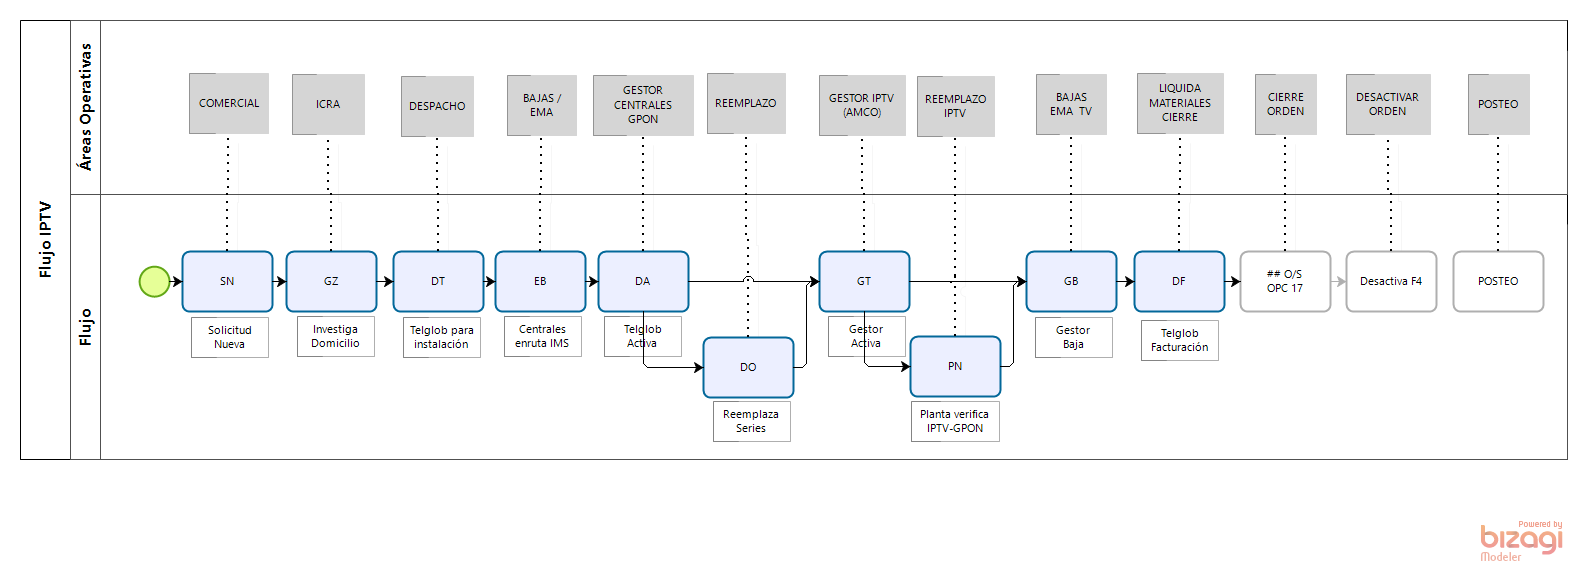 Flujo IPTV
Áreas Operativas
COMERCIAL
ICRA
DESPACHO
BAJAS /
EMA
GESTOR
CENTRALES
GPON
REEMPLAZO
GESTOR IPTV
(AMCO)
REEMPLAZO
IPTV
BAJAS
EMA TV
LIQUIDA
MATERIALES
CIERRE
CIERRE
ORDEN
DESACTIVAR
ORDEN
POSTEO
Flujo
SN
GZ
DT
EB
DA
GT
GB
DF
## O/S
OPC 17
Desactiva F4
POSTEO
Solicitud
Nueva
Investiga
Domicilio
Telglob para
instalación
Centrales
enruta IMS
Telglob
Activa
DO
Reemplaza
Series
Gestor
Activa
PN
Planta verifica
IPTV-GPON
Gestor
Baja
Telglob
Facturación
Powered by
bizagi
Modeler